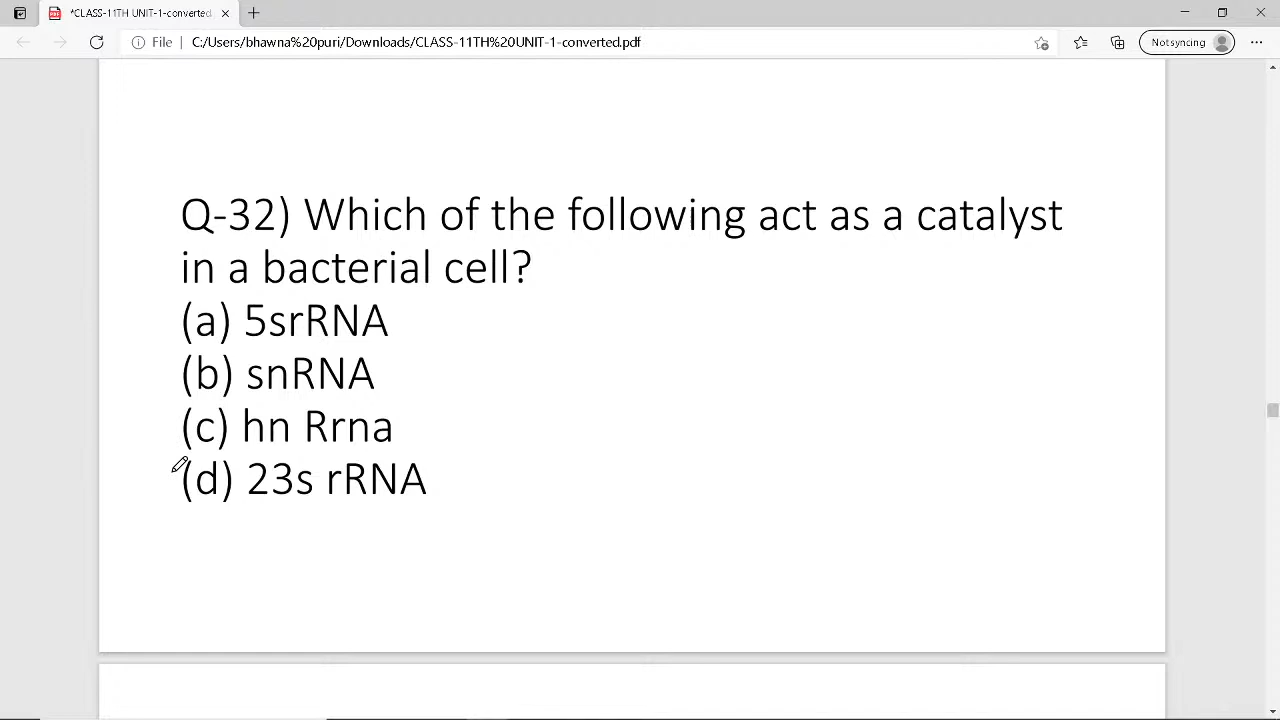 *CLASS-11TH UNIT-1-converted
File | C:/Users/bhawna%20puri/Downloads/CLASS-11TH%20UNIT-1-converted.pdf
Not syncing
Q-32) Which of the following act as a catalyst
in a bacterial cell?
(a) 5srRNA
(b) snRNA
(c) hn Rrna
(d) 23s rRNA